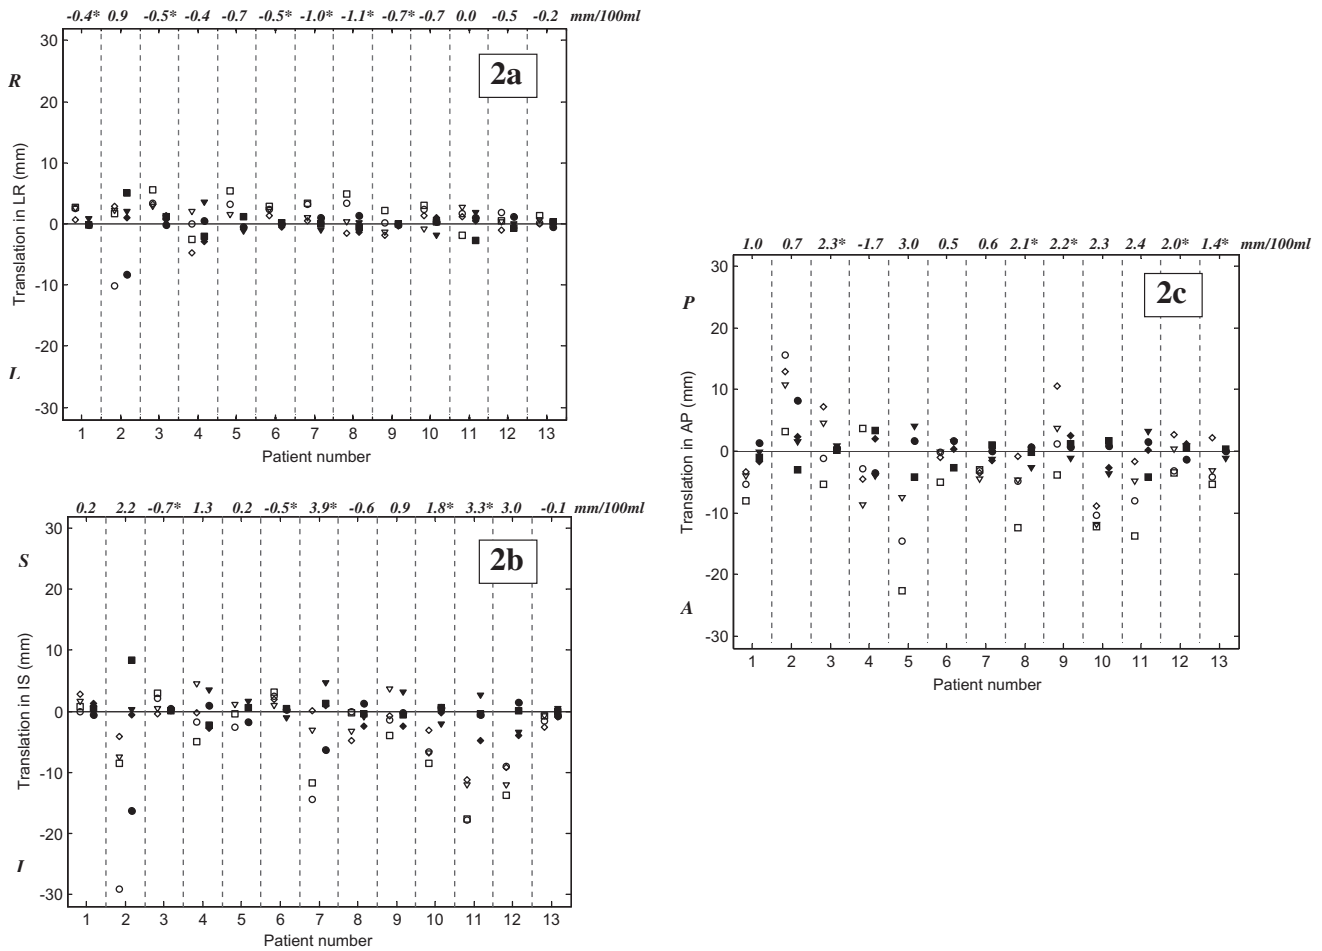 -0.4* 0.9 -0.5* -0.4 -0.7 -0.5* -1.0* -1.1* -0.7* -0.7 0.0 -0.5 -0.2 mm/100ml
30
2a
R
20
10
Translation in LR (mm)
0
-10
-20
L
-30
1 2 3 4 5 6 7 8 9 10 11 12 13
Patient number
0.2 2.2 -0.7* 1.3 0.2 -0.5* 3.9* -0.6 0.9 1.8* 3.3* 3.0 -0.1 mm/100ml
30
2b
S
20
10
Translation in IS (mm)
0
-10
-20
I
-30
1 2 3 4 5 6 7 8 9 10 11 12 13
Patient number
1.0 0.7 2.3* -1.7 3.0 0.5 0.6 2.1* 2.2* 2.3 2.4 2.0* 1.4* mm/100ml
30
2c
P
20
10
Translation in AP (mm)
0
-10
-20
A
-30
1 2 3 4 5 6 7 8 9 10 11 12 13
Patient number